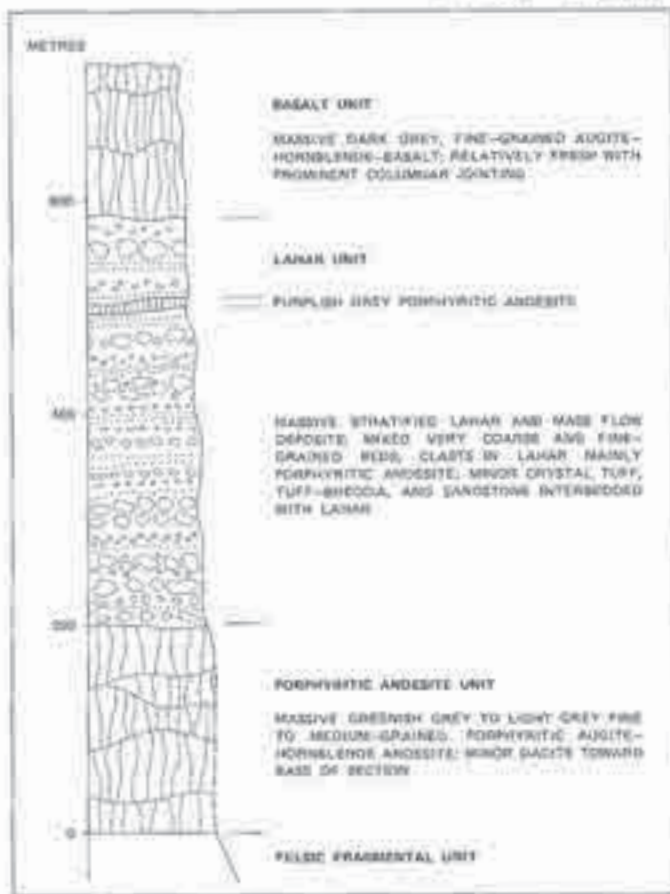 METRES
BASALT UNIT
MASSIVE DARK GREY, FINE-GRAINED AUGITE-
HORNBLENDE-BASALT; RELATIVELY FRESH WITH
PROMINENT COLUMNAR JOINTING
600
LAHAR UNIT
PURPLISH GREY PORPHYRITIC ANDESITE
400
MASSIVE STRATIFIED LAHAR AND MASS FLOW
DEPOSITS; MIXED VERY COARSE AND FINE-
GRAINED BEDS; CLASTS IN LAHAR MAINLY
PORPHYRITIC ANDESITE; MINOR CRYSTAL TUFF,
TUFF-BRECCIA, AND SANDSTONE INTERBEDDED
WITH LAHAR
200
PORPHYRITIC ANDESITE UNIT
MASSIVE GREENISH GREY TO LIGHT GREY FINE
TO MEDIUM-GRAINED, PORPHYRITIC AUGITE-
HORNBLENDE ANDESITE; MINOR DACITE TOWARD
BASE OF SECTION
0
FELSIC FRAGMENTAL UNIT